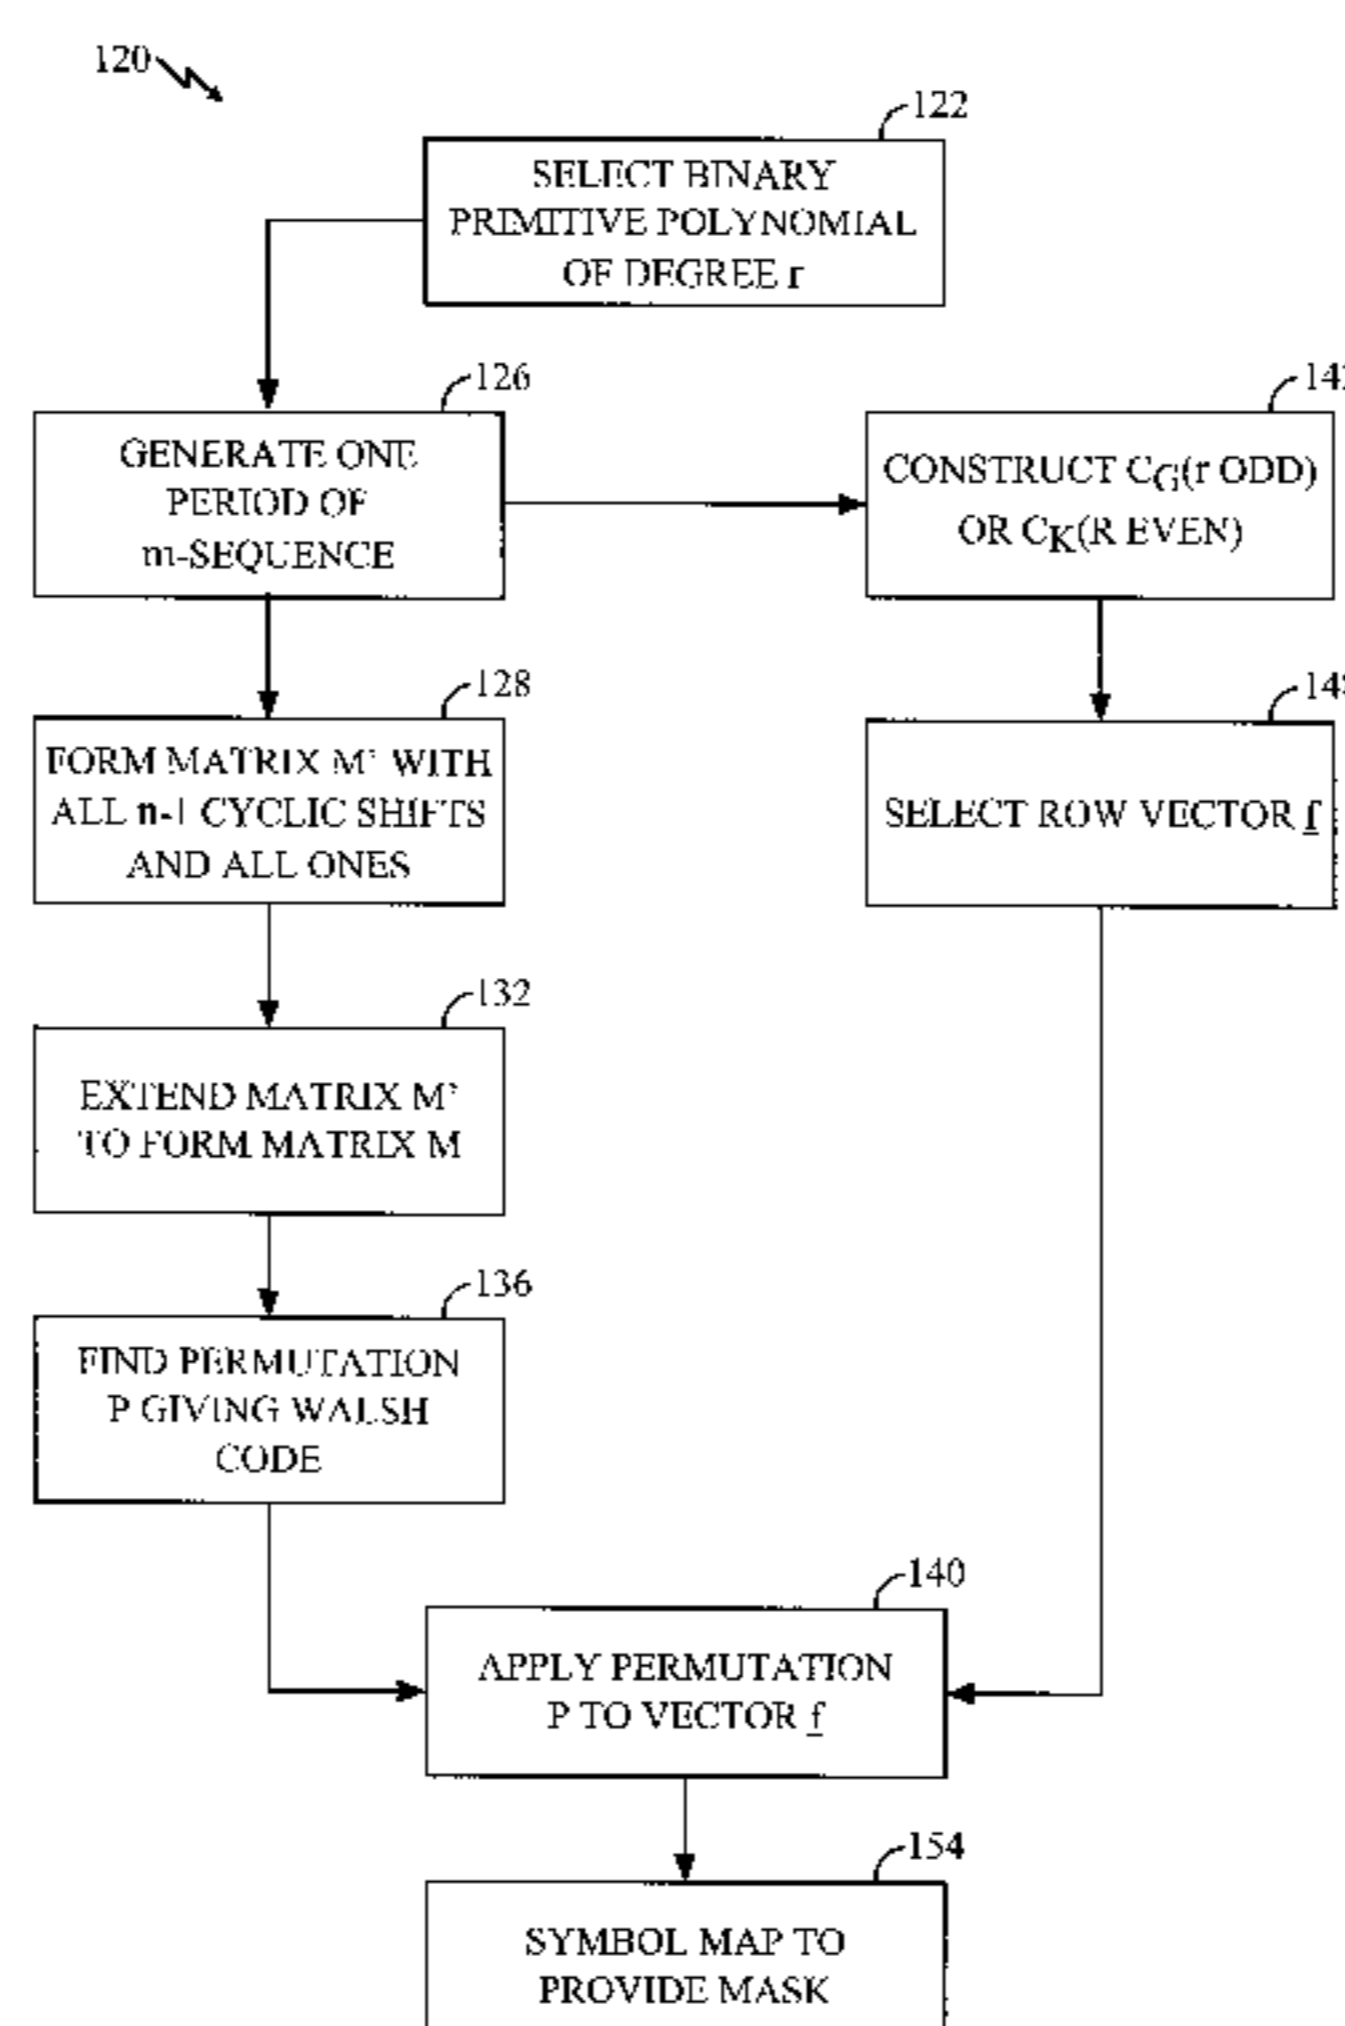 120
122
SELECT BINARY
PRIMITIVE POLYNOMIAL
OF DEGREE r
126
GENERATE ONE
PERIOD OF
m-SEQUENCE
CONSTRUCT CG(r ODD)
OR CK(R EVEN)
128
FORM MATRIX M' WITH
ALL n-1 CYCLIC SHIFTS
AND ALL ONES
SELECT ROW VECTOR f
132
EXTEND MATRIX M'
TO FORM MATRIX M
136
FIND PERMUTATION
P GIVING WALSH
CODE
140
APPLY PERMUTATION
P TO VECTOR f
154
SYMBOL MAP TO
PROVIDE MASK